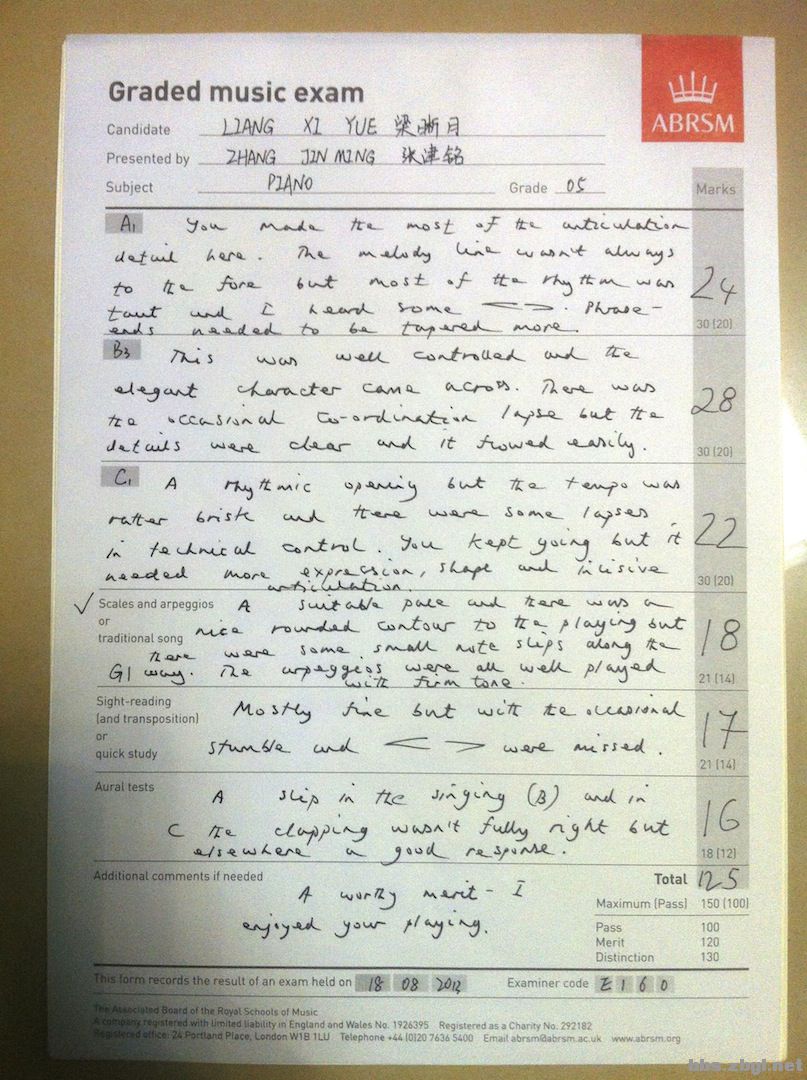 Graded music exam
ABRSM
Candidate LIANG XI YUE 梁晰月
Presented by ZHANG JIN MING 张津铭
Subject PIANO Grade 05
Marks
A1 You made the most of the articulation
detail here. The melody line wasn't always
to the fore but most of the rhythm was
taut and I heard some <>. Phrase-
ends needed to be tapered more.
24
30 (20)
B3 This was well controlled and the
elegant character came across. There was
the occasional co-ordination lapse but the
details were clear and it flowed easily.
28
30 (20)
C1 A rhythmic opening but the tempo was
rather brisk and there were some lapses
in technical control. You kept going but it
needed more expression, shape and incisive
articulation.
22
30 (20)
✓ Scales and arpeggios
or
traditional song
A suitable pace and there was a
nice rounded contour to the playing but
there were some small note slips along the
G1 way. The arpeggios were all well played
with firm tone.
18
21 (14)
Sight-reading
(and transposition)
or
quick study
Mostly fine but with the occasional
stumble and <> were missed.
17
21 (14)
Aural tests
A slip in the singing (B) and in
C the clapping wasn't fully right but
elsewhere a good response.
16
18 (12)
Additional comments if needed
A worthy merit - I
enjoyed your playing.
Total 125
Maximum (Pass) 150 (100)
Pass 100
Merit 120
Distinction 130
This form records the result of an exam held on 18 08 2012 Examiner code E 1 6 0
The Associated Board of the Royal Schools of Music
A company registered with limited liability in England and Wales No. 1926395 Registered as a Charity No. 292182
Registered office: 24 Portland Place, London W1B 1LU Telephone +44 (0)20 7636 5400 Email abrsm@abrsm.ac.uk www.abrsm.org
bbs.zbgl.net